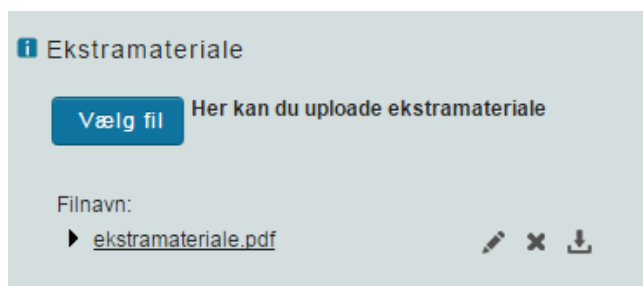 Ekstramateriale
Vælg fil
Her kan du uploade ekstramateriale
Filnavn:
ekstramateriale.pdf